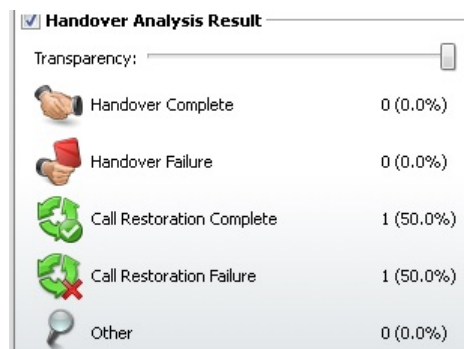 Handover Analysis Result
Transparency:
Handover Complete 0 (0.0%)
Handover Failure 0 (0.0%)
Call Restoration Complete 1 (50.0%)
Call Restoration Failure 1 (50.0%)
Other 0 (0.0%)